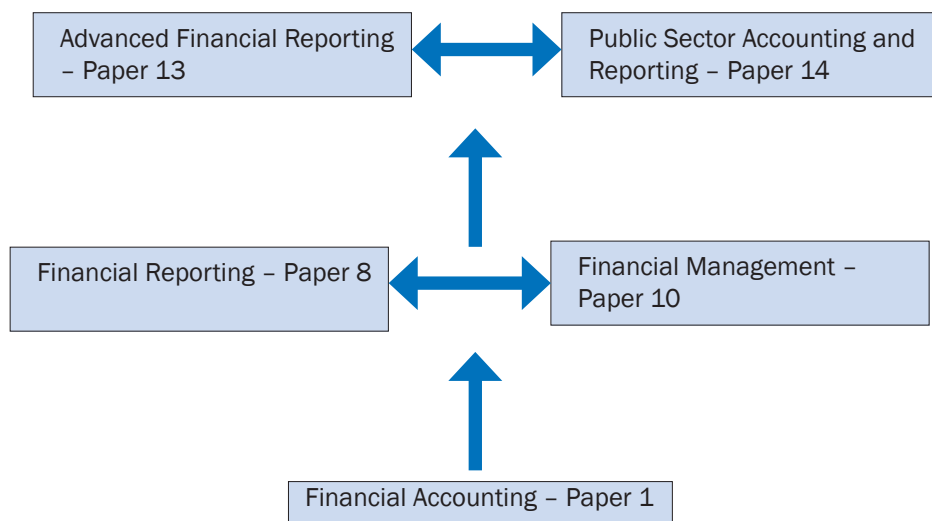 Advanced Financial Reporting
– Paper 13
Public Sector Accounting and
Reporting – Paper 14
Financial Reporting – Paper 8
Financial Management –
Paper 10
Financial Accounting – Paper 1